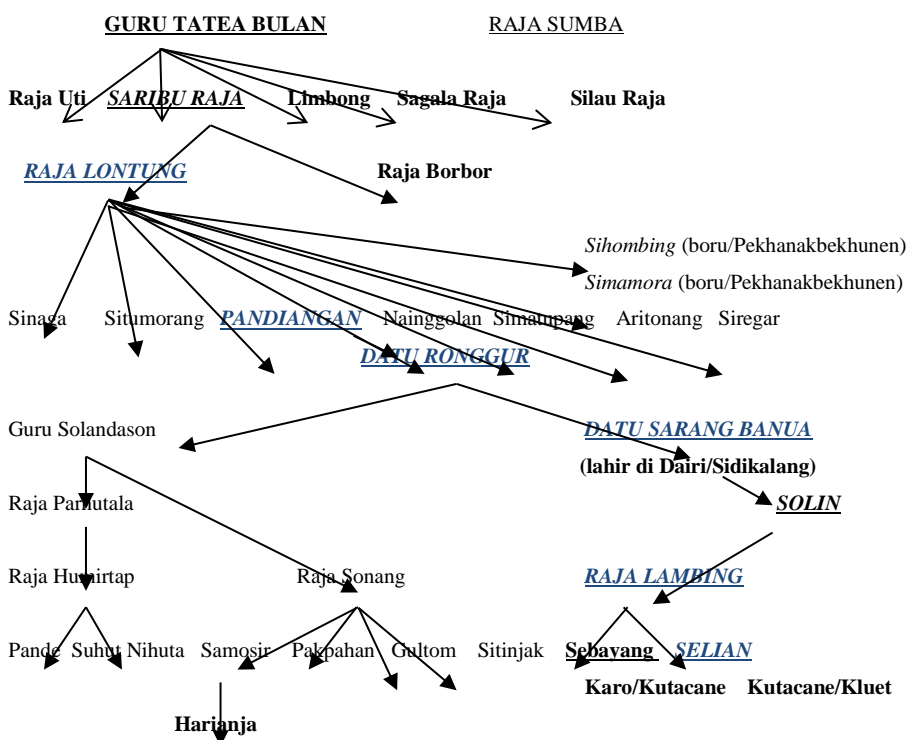 GURU TATEA BULAN RAJA SUMBA
Raja Uti SARIBU RAJA Limbong Sagala Raja Silau Raja
RAJA LONTUNG Raja Borbor
Sihombing (boru/Pekhanakbekhunen)
Simamora (boru/Pekhanakbekhunen)
Sinaga Situmorang PANDIANGAN Nainggolan Simatupang Aritonang Siregar
DATU RONGGUR
Guru Solandason DATU SARANG BANUA
(lahir di Dairi/Sidikalang)
Raja Parhutala SOLIN
Raja Humirtap Raja Sonang RAJA LAMBING
Pande Suhut Nihuta Samosir Pakpahan Gultom Sitinjak Sebayang SELIAN
Karo/Kutacane Kutacane/Kluet
Harianja